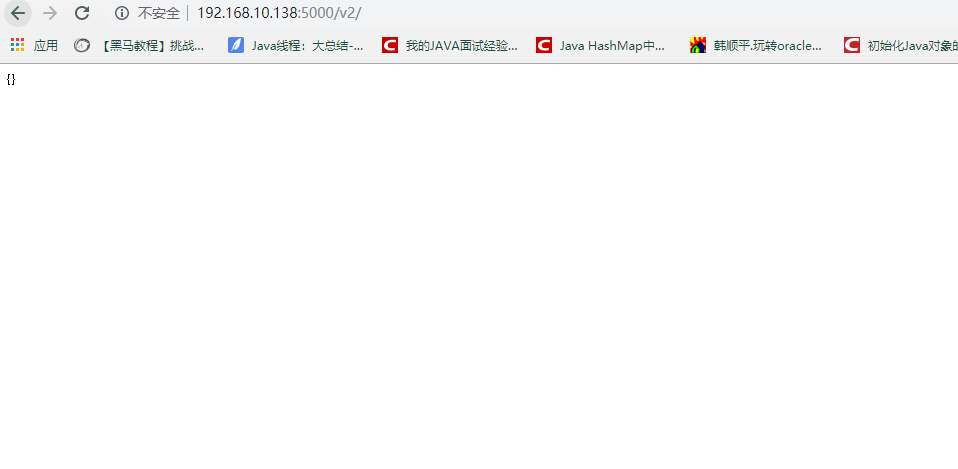 不安全 192.168.10.138:5000/v2/
应用 【黑马教程】挑战... Java线程：大总结-... 我的JAVA面试经验... Java HashMap中... 韩顺平.玩转oracle... 初始化Java对象的
{}